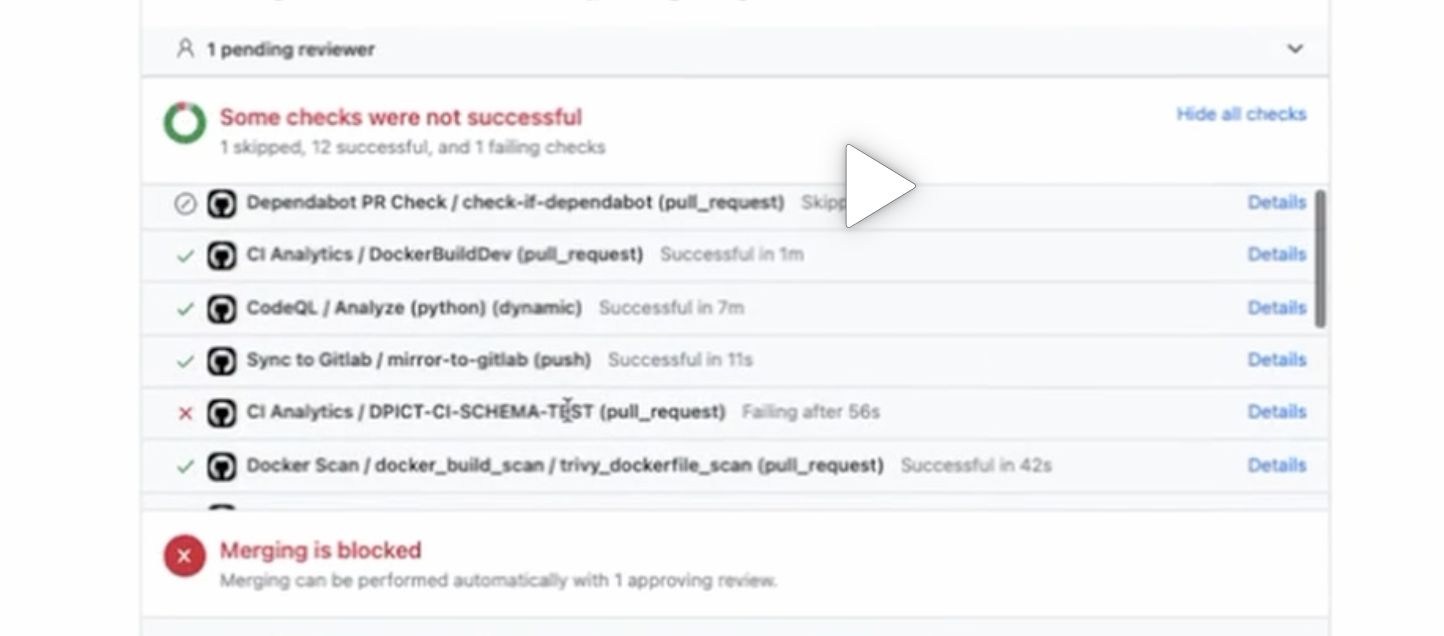 1 pending reviewer
Some checks were not successful
Hide all checks
1 skipped, 12 successful, and 1 failing checks
Dependabot PR Check / check-if-dependabot (pull_request) Skipp Details
CI Analytics / DockerBuildDev (pull_request) Successful in 1m Details
CodeQL / Analyze (python) (dynamic) Successful in 7m Details
Sync to Gitlab / mirror-to-gitlab (push) Successful in 11s Details
CI Analytics / DPICT-CI-SCHEMA-TEST (pull_request) Failing after 56s Details
Docker Scan / docker_build_scan / trivy_dockerfile_scan (pull_request) Successful in 42s Details
Merging is blocked
Merging can be performed automatically with 1 approving review.